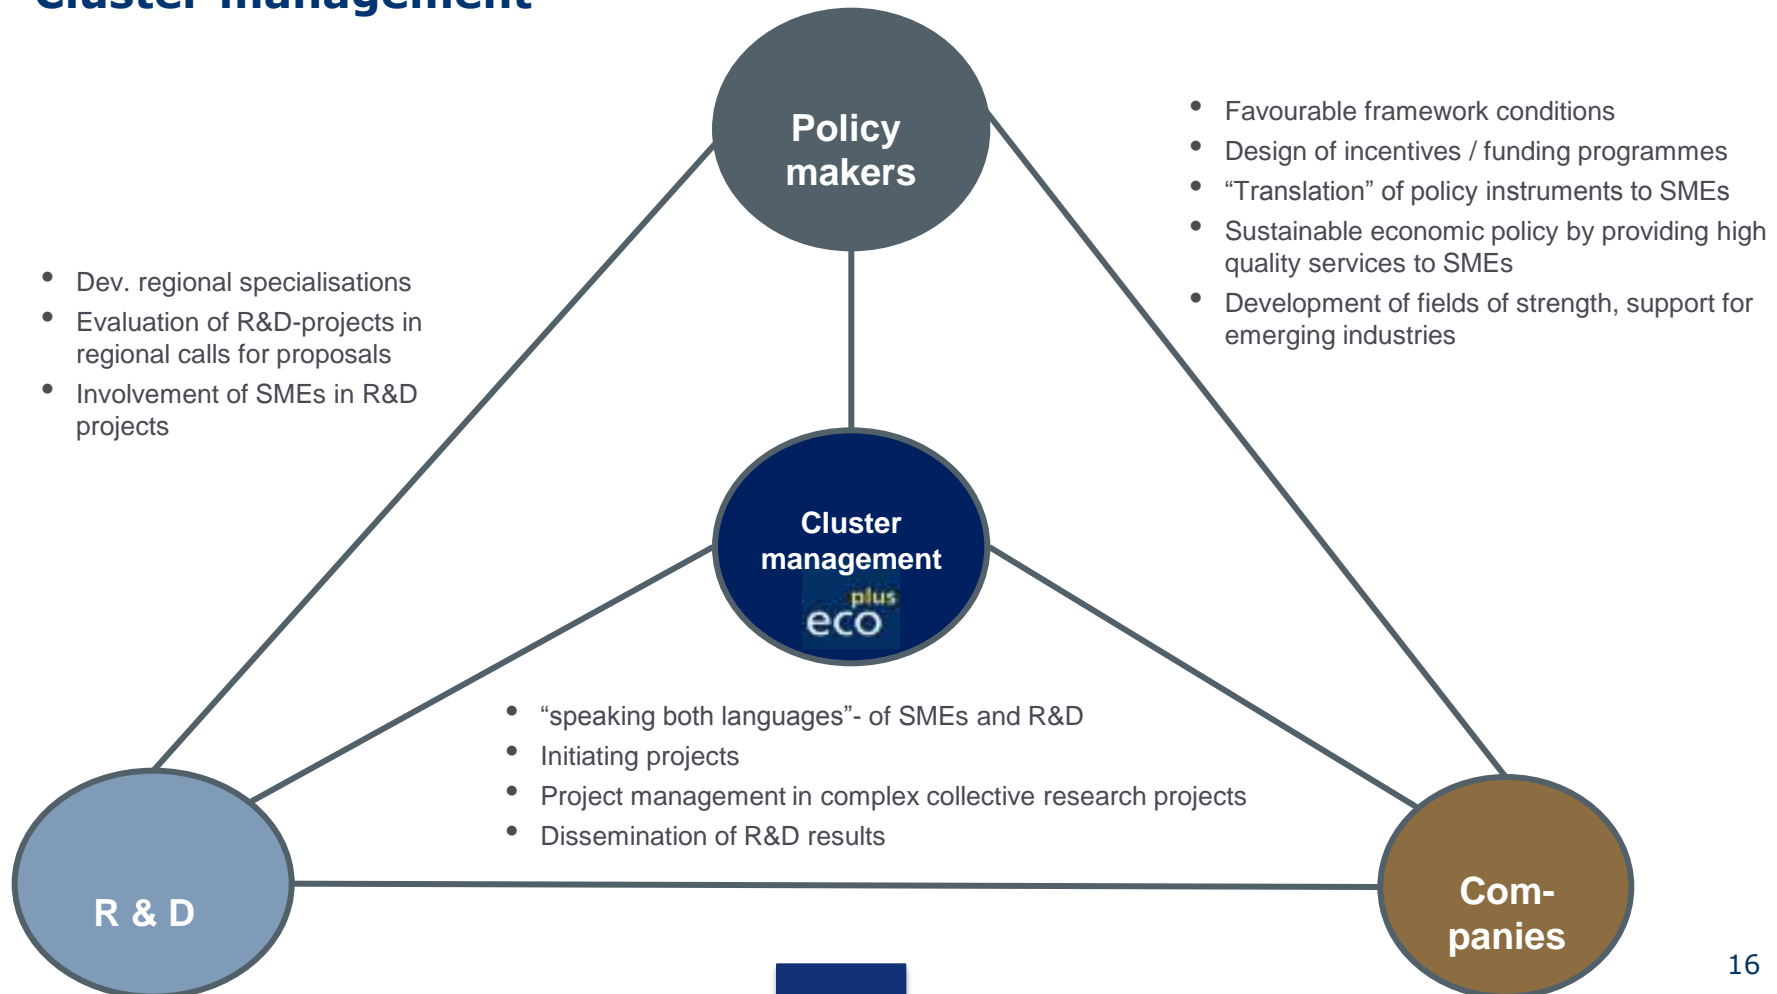 Cluster management
Policy
makers
• Favourable framework conditions
• Design of incentives / funding programmes
• “Translation” of policy instruments to SMEs
• Sustainable economic policy by providing high
quality services to SMEs
• Development of fields of strength, support for
emerging industries
• Dev. regional specialisations
• Evaluation of R&D-projects in
regional calls for proposals
• Involvement of SMEs in R&D
projects
Cluster
management
plus
eco
• “speaking both languages”- of SMEs and R&D
• Initiating projects
• Project management in complex collective research projects
• Dissemination of R&D results
R & D
Com-
panies
16